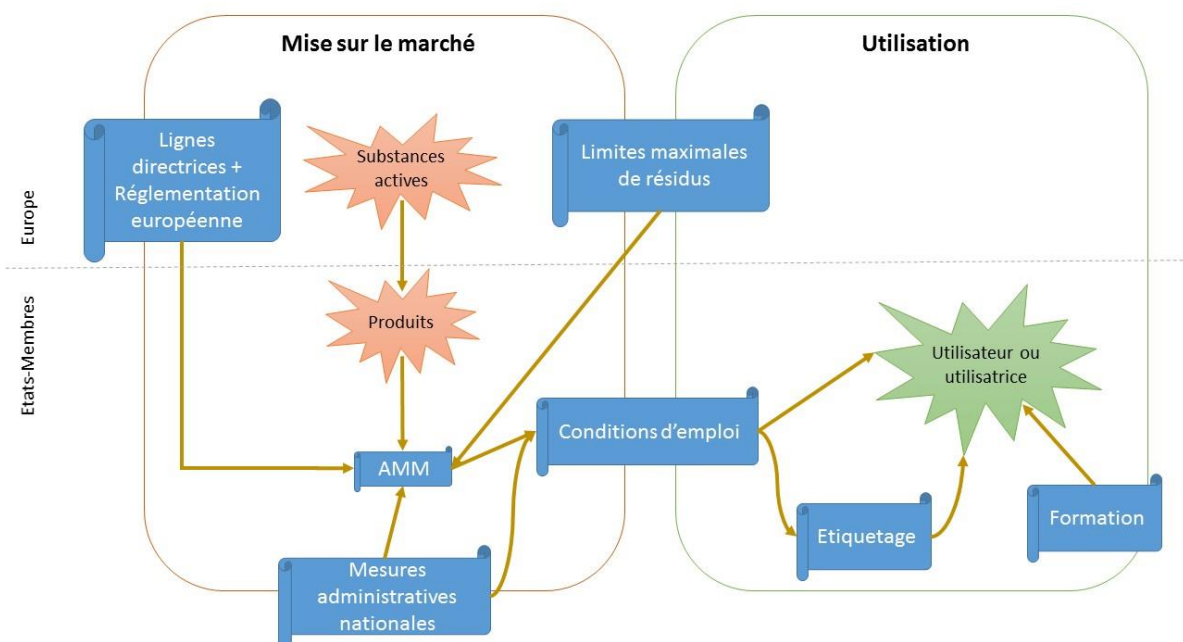 Mise sur le marché
Utilisation
Europe
Lignes
directrices +
Réglementation
européenne
Substances
actives
Limites maximales
de résidus
Etats-Membres
Produits
Utilisateur ou
utilisatrice
AMM
Conditions d’emploi
Etiquetage
Formation
Mesures
administratives
nationales